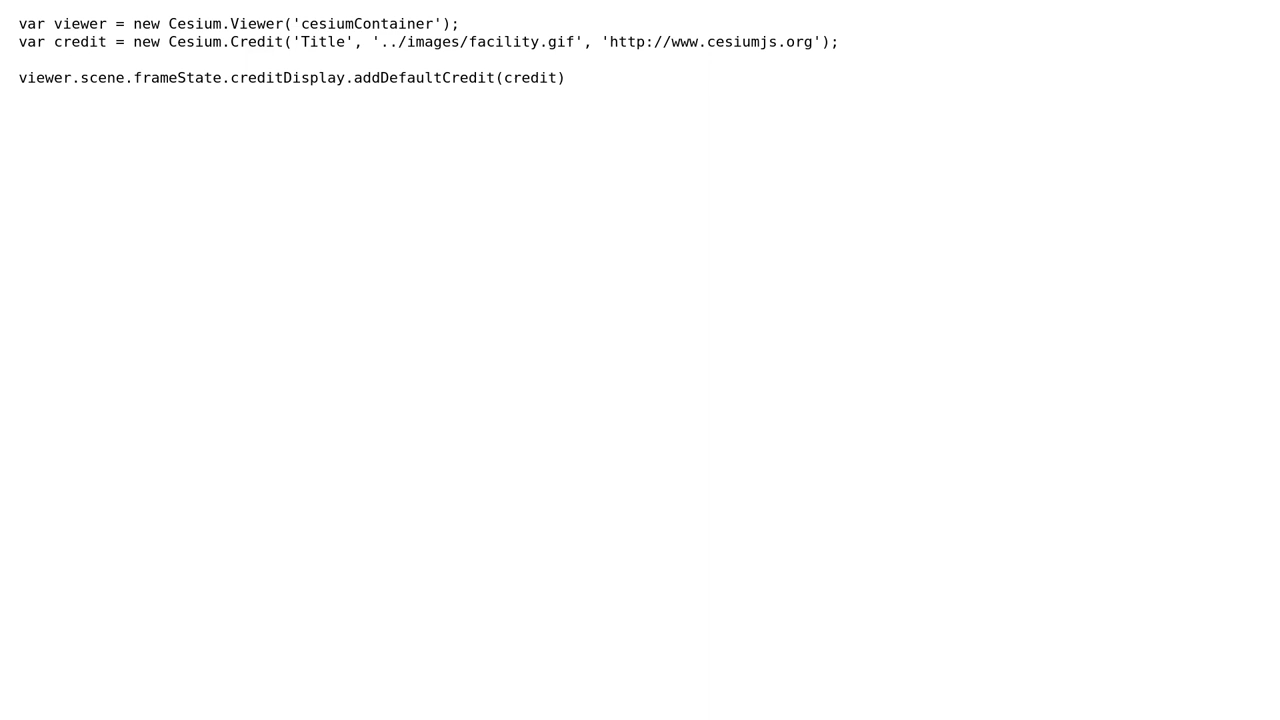 var viewer = new Cesium.Viewer('cesiumContainer');
var credit = new Cesium.Credit('Title', '../images/facility.gif', 'http://www.cesiumjs.org');
viewer.scene.frameState.creditDisplay.addDefaultCredit(credit)